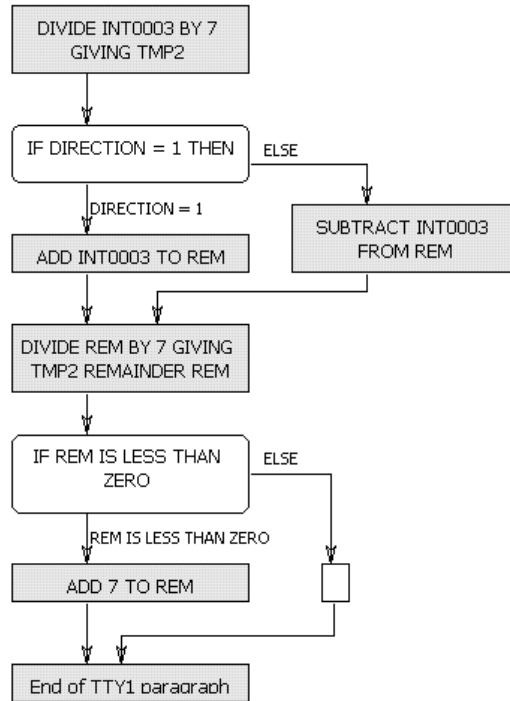 DIVIDE INT0003 BY 7
GIVING TMP2
IF DIRECTION = 1 THEN
ELSE
DIRECTION = 1
SUBTRACT INT0003
FROM REM
ADD INT0003 TO REM
DIVIDE REM BY 7 GIVING
TMP2 REMAINDER REM
IF REM IS LESS THAN
ZERO
ELSE
REM IS LESS THAN ZERO
ADD 7 TO REM
End of TTY1 paragraph